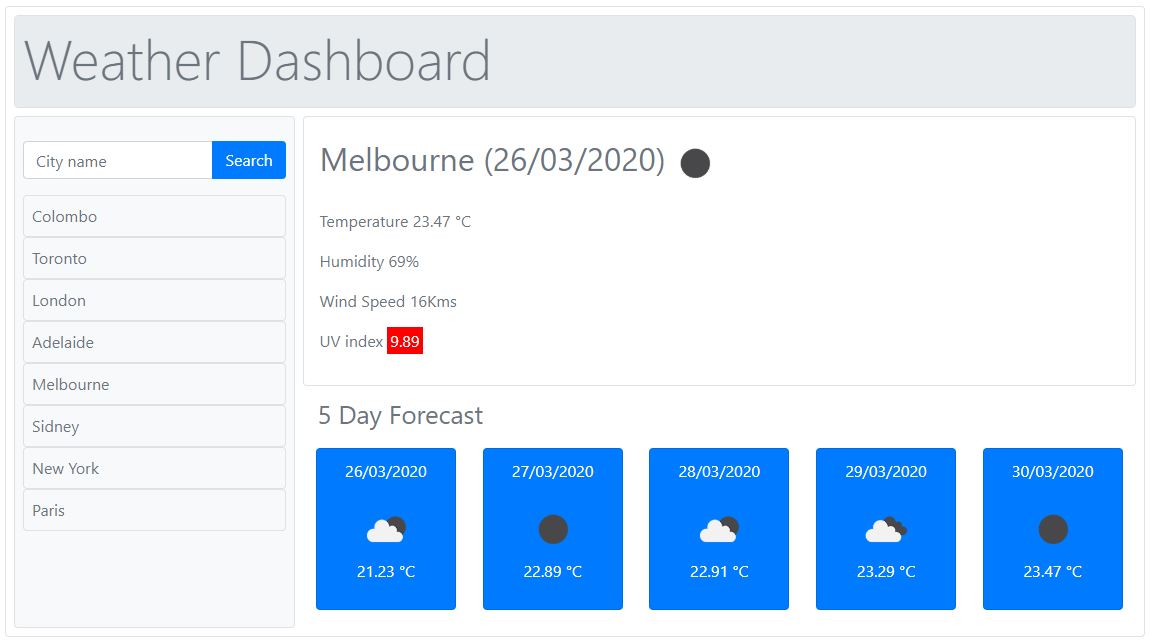 Weather Dashboard
City name
Search
Colombo
Toronto
London
Adelaide
Melbourne
Sidney
New York
Paris
Melbourne (26/03/2020)
Temperature 23.47 °C
Humidity 69%
Wind Speed 16Kms
UV index 9.89
5 Day Forecast
26/03/2020
21.23 °C
27/03/2020
22.89 °C
28/03/2020
22.91 °C
29/03/2020
23.29 °C
30/03/2020
23.47 °C